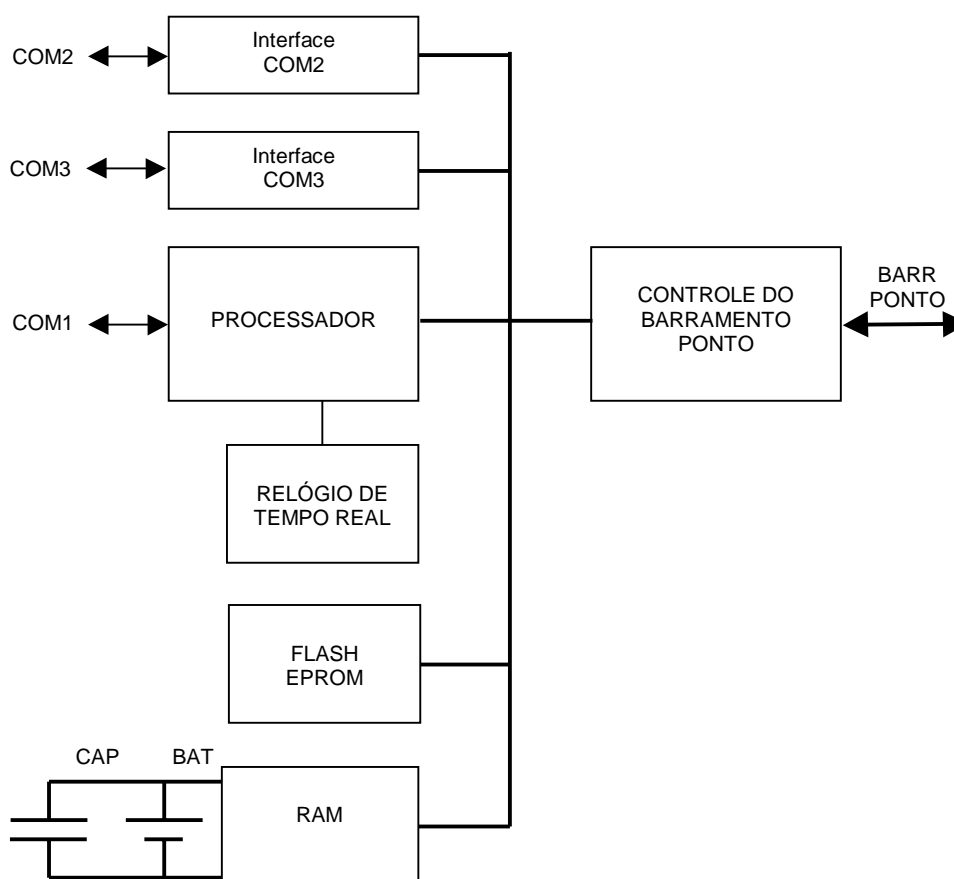 COM2
Interface
COM2
COM3
Interface
COM3
COM1
PROCESSADOR
CONTROLE DO
BARRAMENTO
PONTO
BARR
PONTO
RELÓGIO DE
TEMPO REAL
FLASH
EPROM
CAP
BAT
RAM